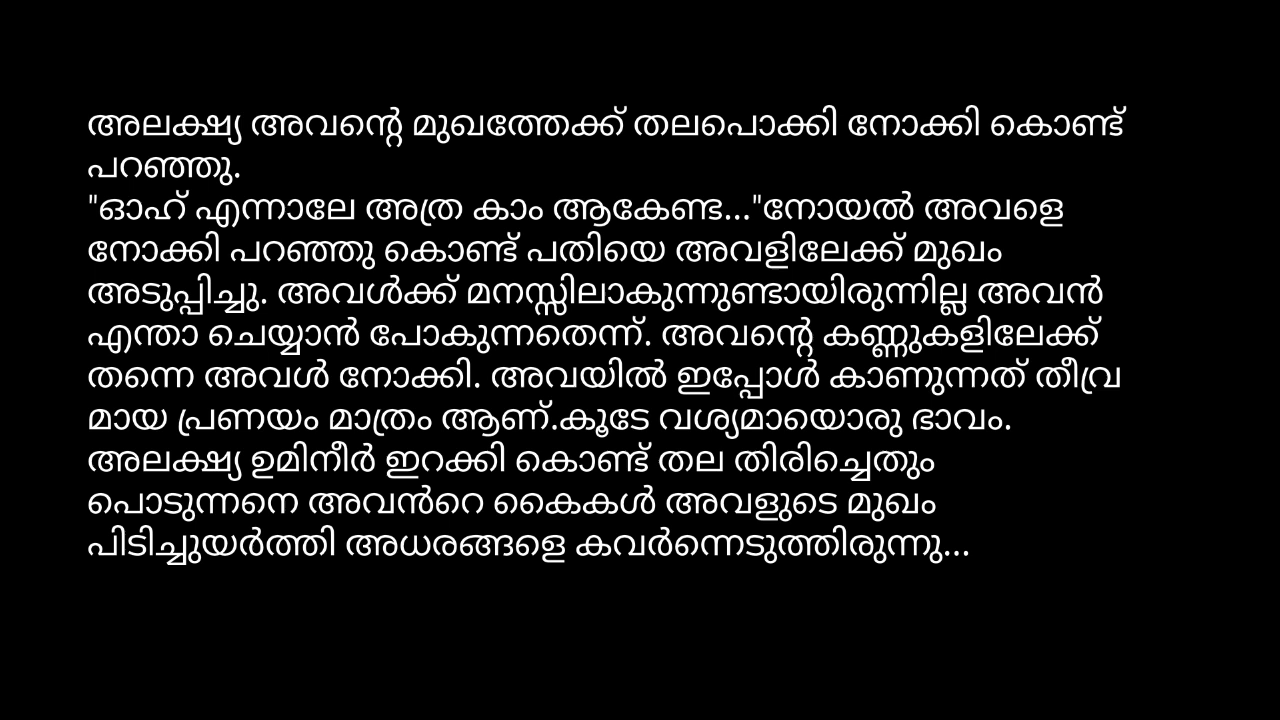 അലക്ഷ്യ അവന്റെ മുഖത്തേക്ക് തലപൊക്കി നോക്കി കൊണ്ട്
പറഞ്ഞു.
"ഓഹ് എന്നാലേ അത്ര കാം ആകേണ്ട..."നോയൽ അവളെ
നോക്കി പറഞ്ഞു കൊണ്ട് പതിയെ അവളിലേക്ക് മുഖം
അടുപ്പിച്ചു. അവൾക്ക് മനസ്സിലാകുന്നുണ്ടായിരുന്നില്ല അവൻ
എന്താ ചെയ്യാൻ പോകുന്നതെന്ന്. അവന്റെ കണ്ണുകളിലേക്ക്
തന്നെ അവൾ നോക്കി. അവയിൽ ഇപ്പോൾ കാണുന്നത് തീവ്ര
മായ പ്രണയം മാത്രം ആണ്.കൂടേ വശ്യമായൊരു ഭാവം.
അലക്ഷ്യ ഉമിനീർ ഇറക്കി കൊണ്ട് തല തിരിച്ചെതും
പൊടുന്നനെ അവൻറെ കൈകൾ അവളുടെ മുഖം
പിടിച്ചുയർത്തി അധരങ്ങളെ കവർന്നെടുത്തിരുന്നു...